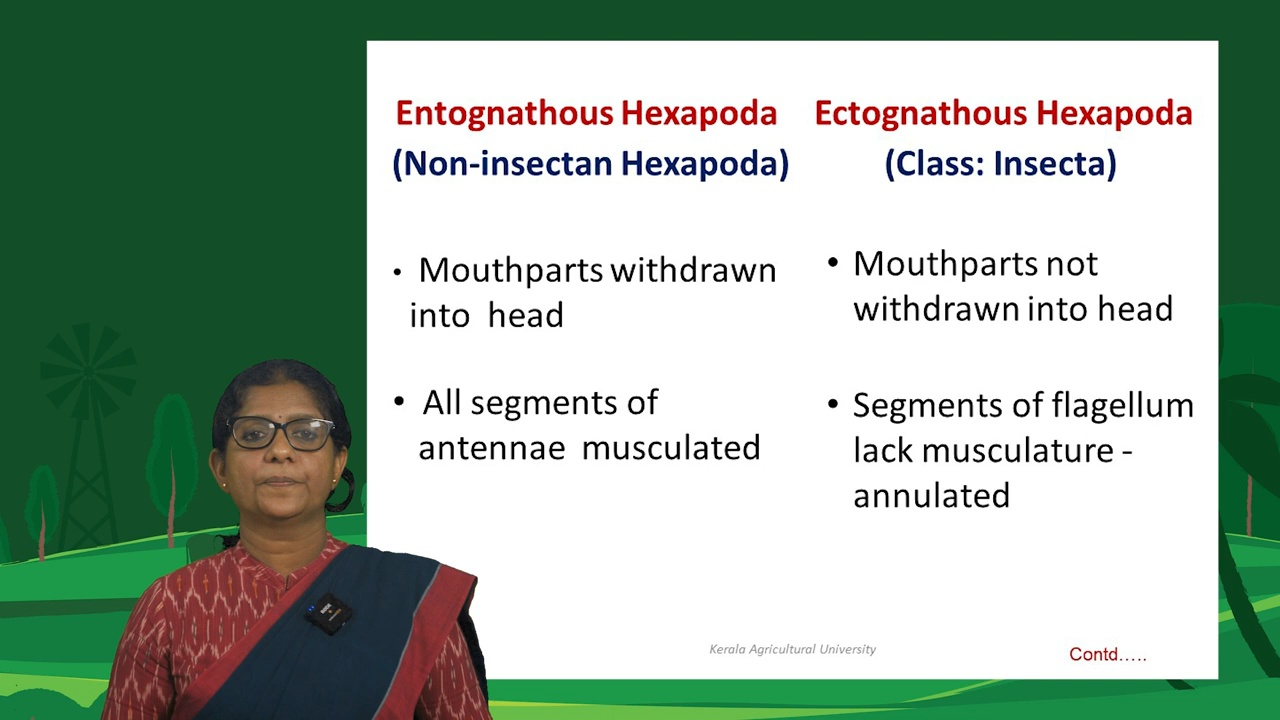 Entognathous Hexapoda
(Non-insectan Hexapoda)
• Mouthparts withdrawn
into head
• All segments of
antennae musculated
Ectognathous Hexapoda
(Class: Insecta)
• Mouthparts not
withdrawn into head
• Segments of flagellum
lack musculature -
annulated
Kerala Agricultural University
Contd.....